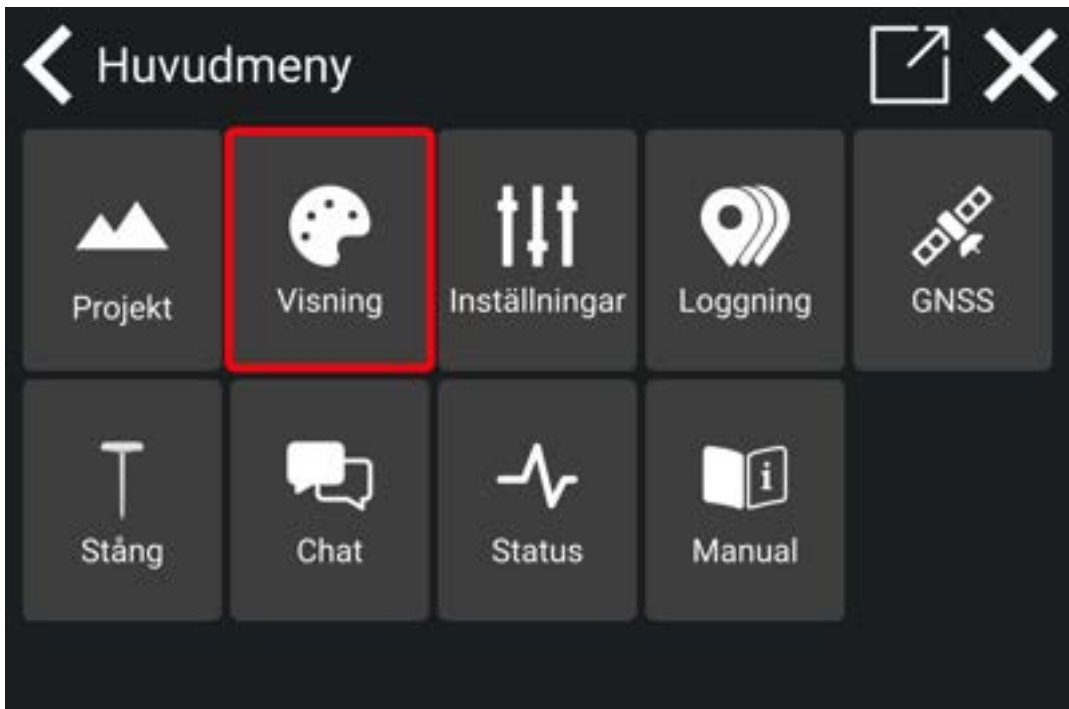 Huvudmeny
Projekt
Visning
Inställningar
Loggning
GNSS
Stång
Chat
Status
Manual